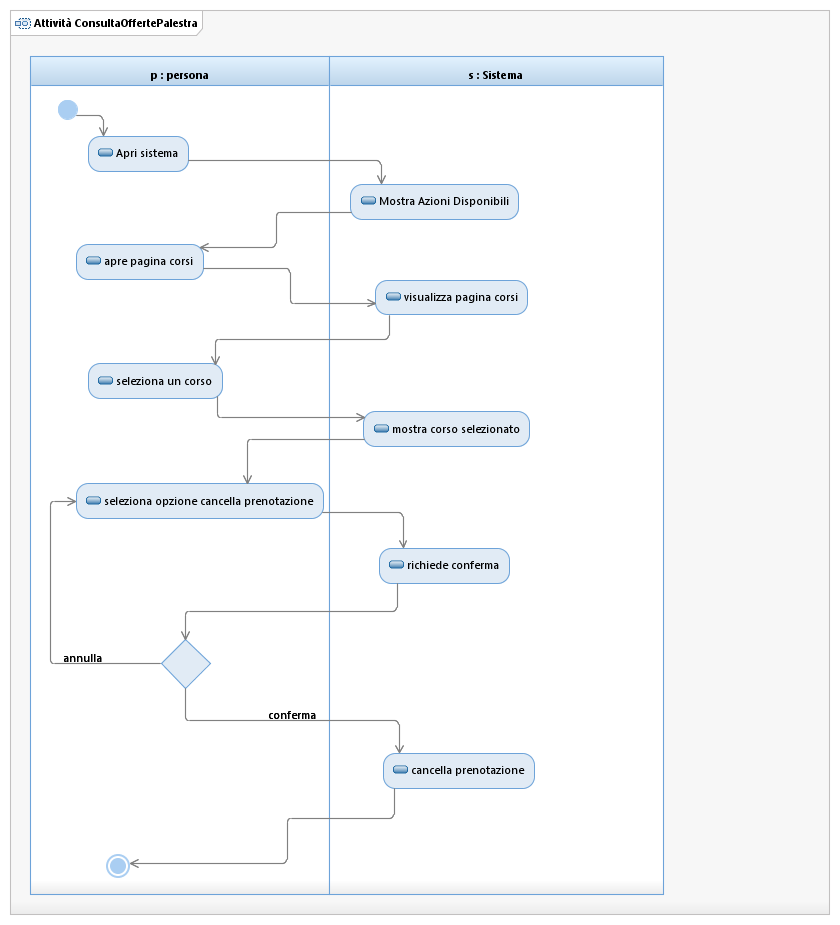 Attività ConsultaOffertePalestra
p : persona
s : Sistema
Apri sistema
Mostra Azioni Disponibili
apre pagina corsi
visualizza pagina corsi
seleziona un corso
mostra corso selezionato
seleziona opzione cancella prenotazione
richiede conferma
annulla
conferma
cancella prenotazione